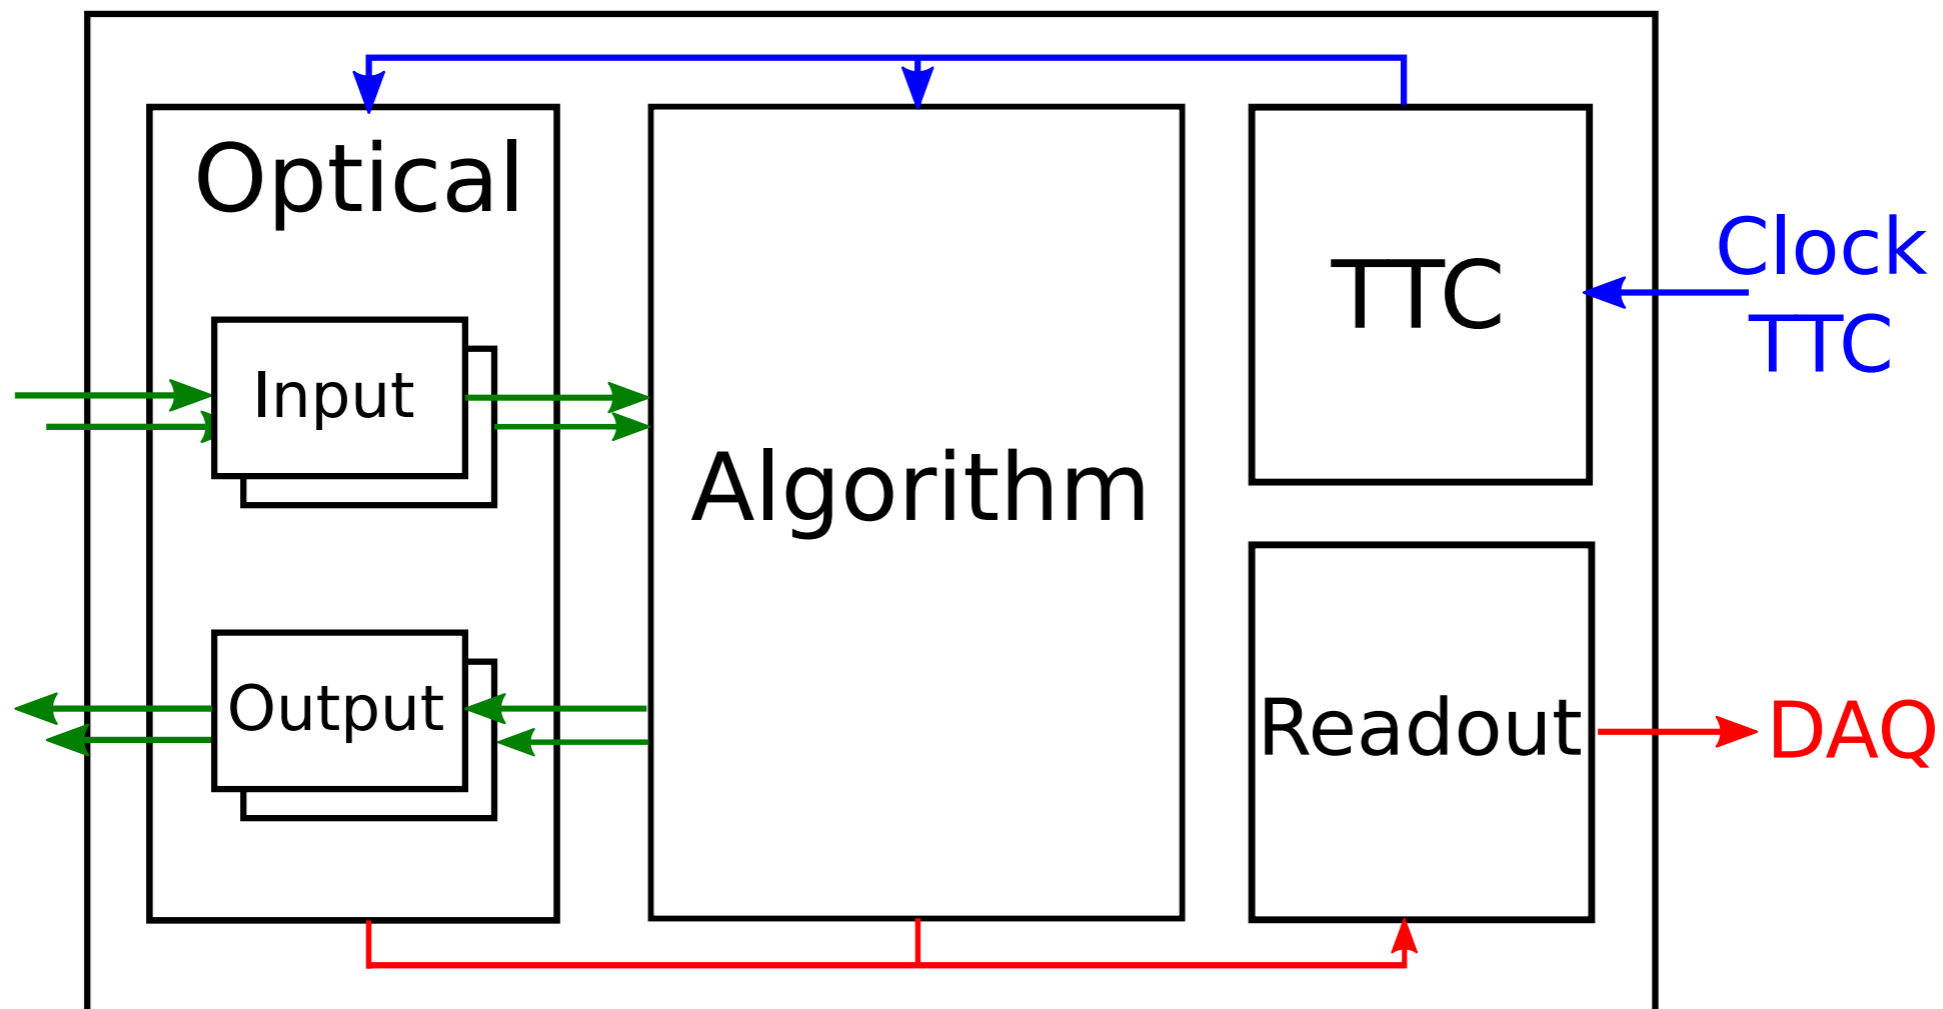 Optical
Input
Output
Algorithm
TTC
Readout
Clock
TTC
DAQ